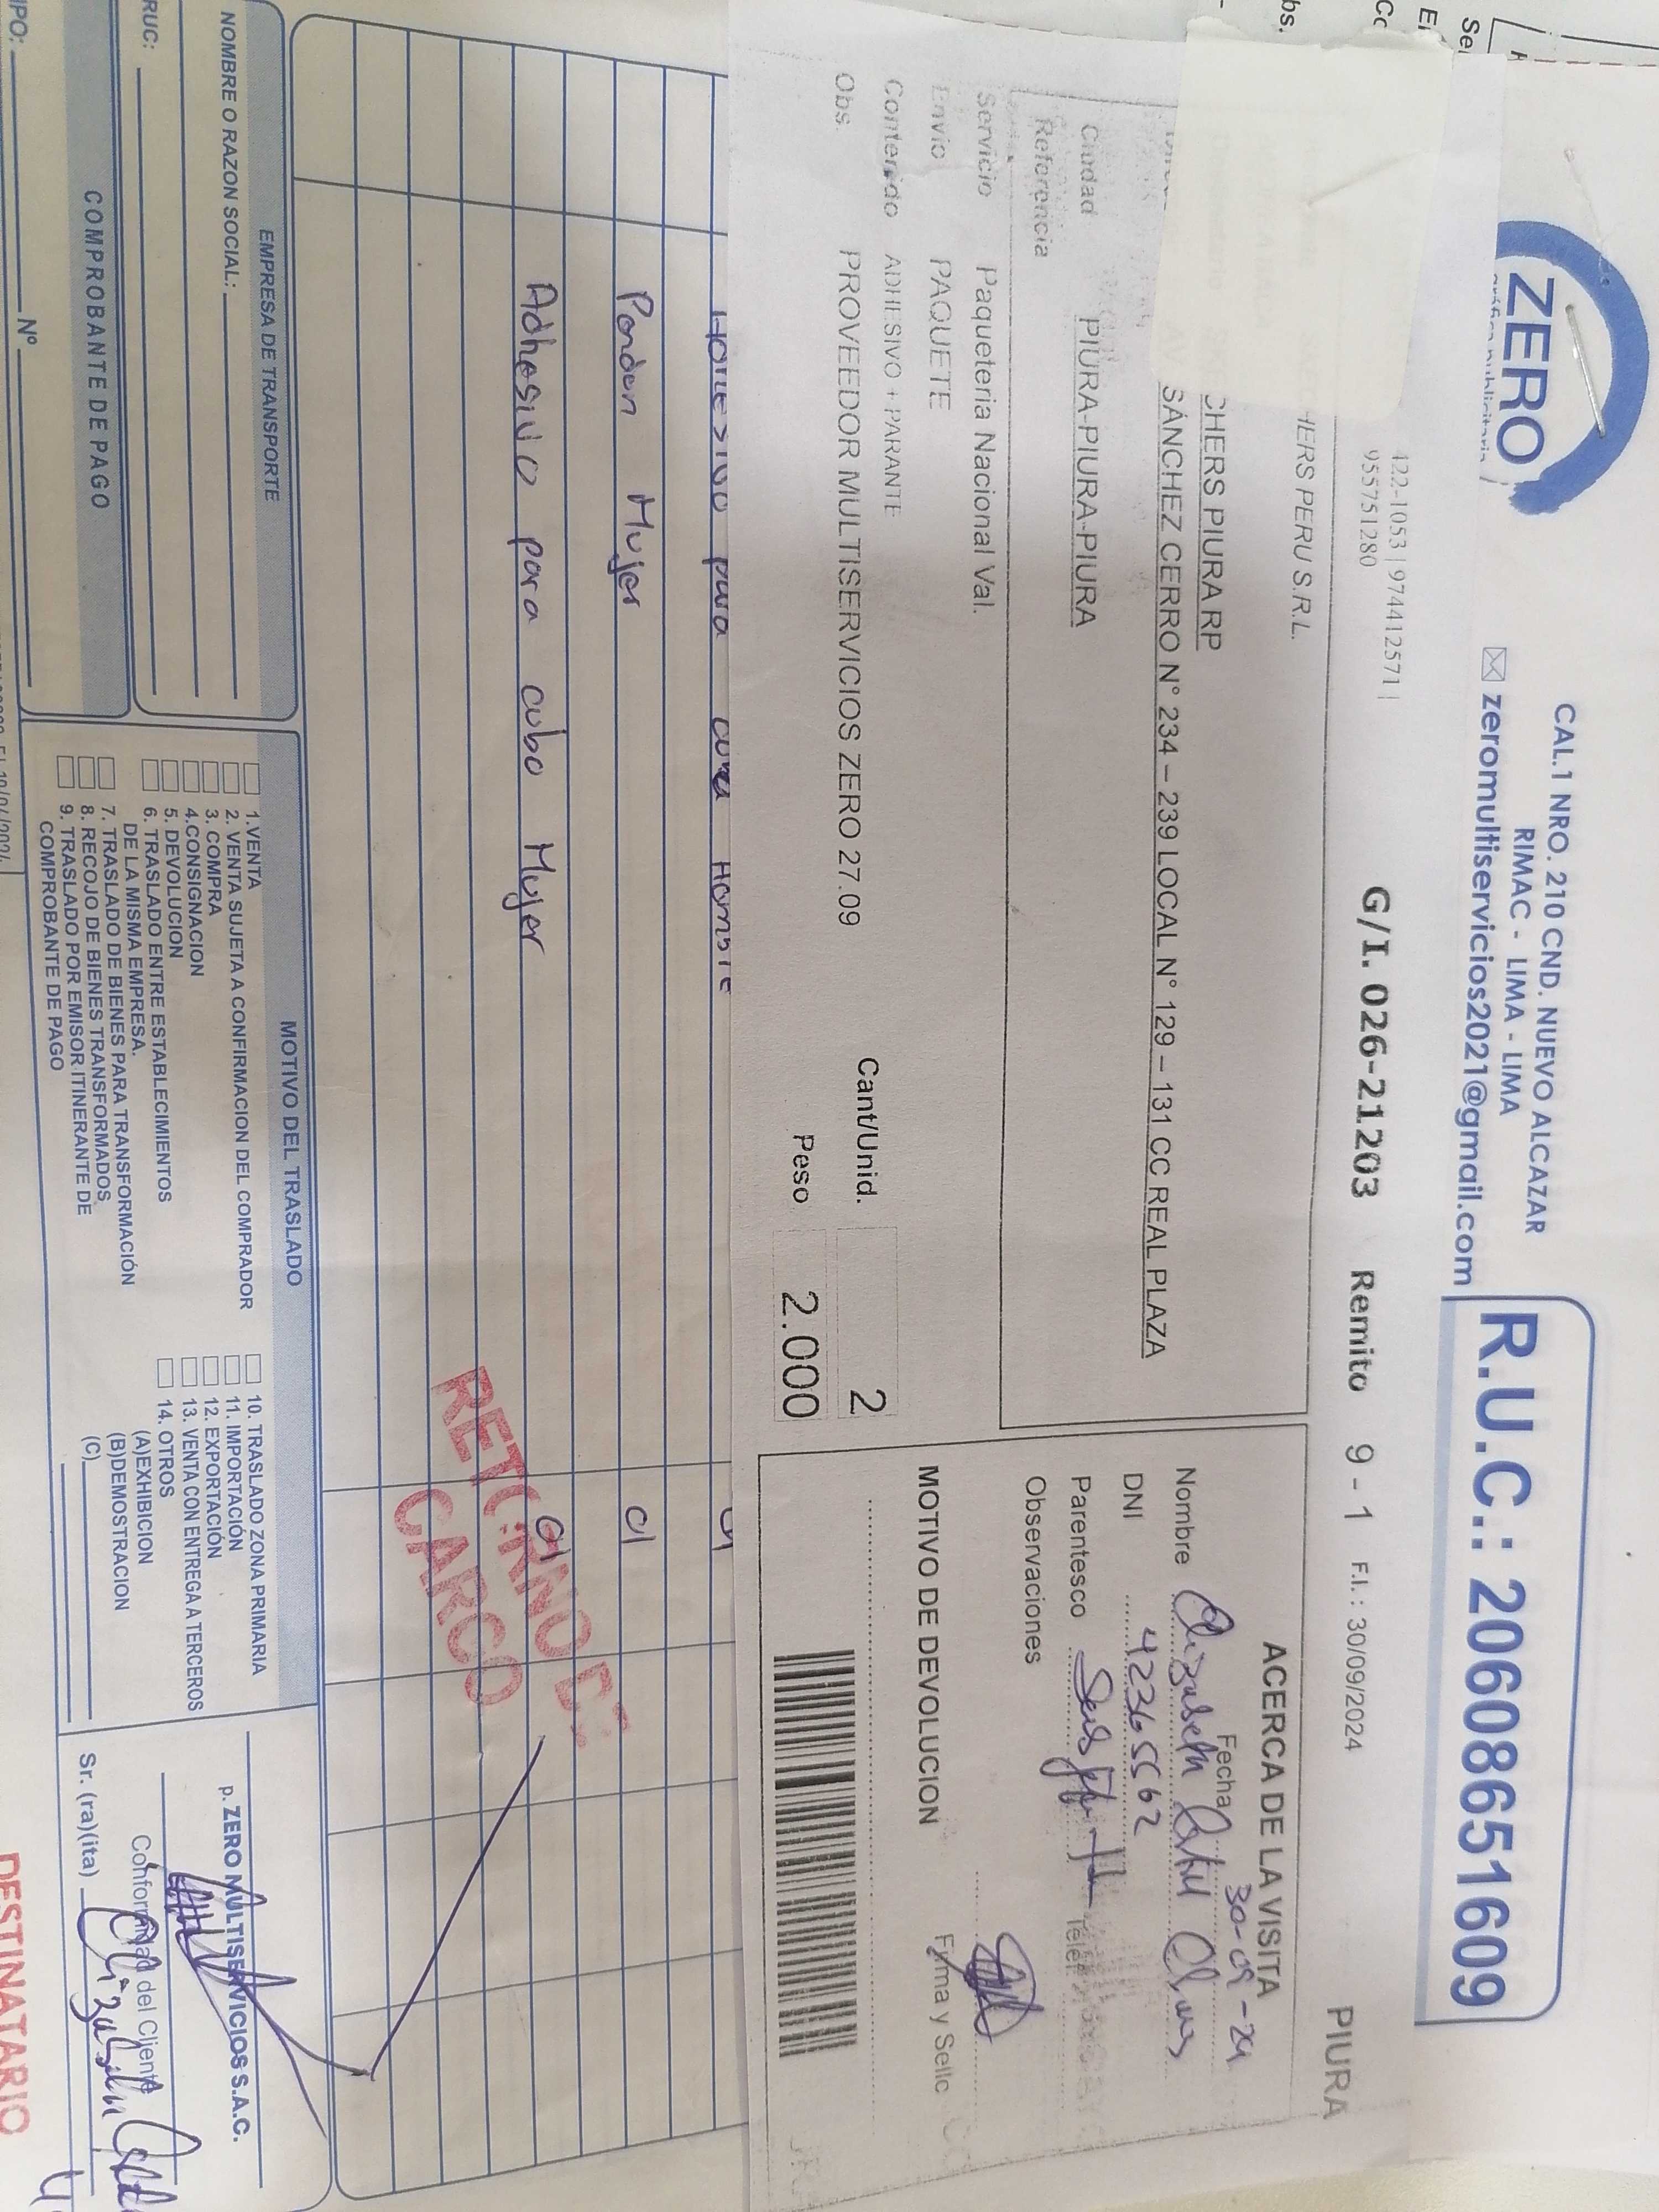 ZERO
CAL.1 NRO. 210 CND. NUEVO ALCAZAR
RIMAC - LIMA - LIMA
zeromultiservicios2021@gmail.com
R.U.C.: 20608651609
422-1053 | 974412571 |
955751280
G/I. 026-21203 Remito 9 - 1 F.I.: 30/09/2024 PIURA
HERS PERU S.R.L.
CHERS PIURA RP
SÁNCHEZ CERRO N° 234 – 239 LOCAL N° 129 – 131 CC REAL PLAZA
Ciudad PIURA-PIURA-PIURA
Referencia
Servicio Paqueteria Nacional Val.
Envio PAQUETE
Contenido ADHESIVO + PARANTE
Obs. PROVEEDOR MULTISERVICIOS ZERO 27.09
Cant/Unid. 2
Peso 2.000
ACERCA DE LA VISITA
Fecha 30-09-24
Nombre Elizabeth
DNI 42365562
Parentesco
Observaciones
MOTIVO DE DEVOLUCION
para Hombre
Pendon Mujer 01
Adhesivo para cubo Mujer 01
RETORNO DE
CARGO
EMPRESA DE TRANSPORTE
NOMBRE O RAZON SOCIAL:
RUC:
COMPROBANTE DE PAGO
IPO: Nº
MOTIVO DEL TRASLADO
1.VENTA
2. VENTA SUJETA A CONFIRMACION DEL COMPRADOR
3. COMPRA
4.CONSIGNACION
5. DEVOLUCION
6. TRASLADO ENTRE ESTABLECIMIENTOS
DE LA MISMA EMPRESA.
7. TRASLADO DE BIENES PARA TRANSFORMACIÓN
8. RECOJO DE BIENES TRANSFORMADOS,
9. TRASLADO POR EMISOR ITINERANTE DE
COMPROBANTE DE PAGO
10. TRASLADO ZONA PRIMARIA
11. IMPORTACIÓN
12. EXPORTACIÓN
13. VENTA CON ENTREGA A TERCEROS
14. OTROS
(A)EXHIBICION
(B)DEMOSTRACION
(C)
p. ZERO MULTISERVICIOS S.A.C.
Conformidad del Cliente
Sr. (ra)(ita)
DESTINATARIO